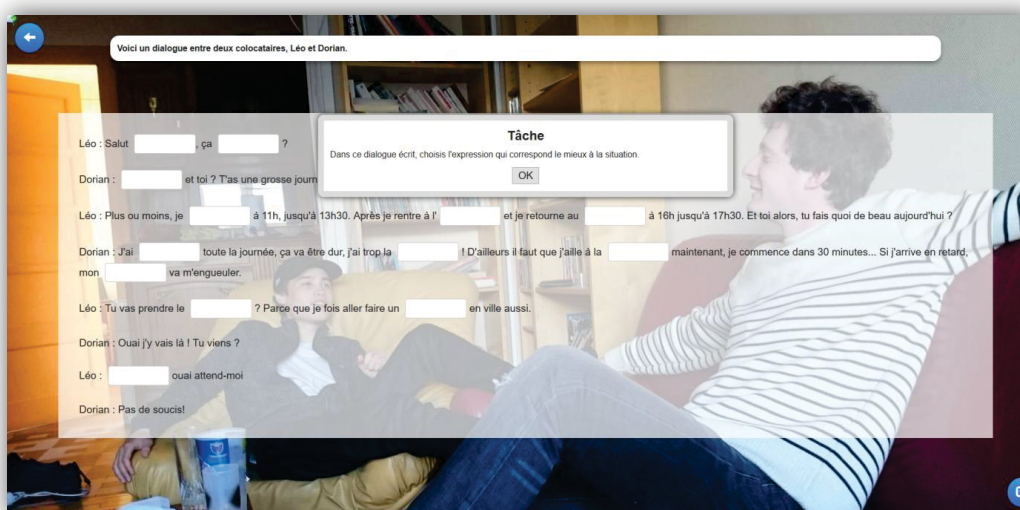 Voici un dialogue entre deux colocataires, Léo et Dorian.
Tâche
Dans ce dialogue écrit, choisis l'expression qui correspond le mieux à la situation.
OK
Léo : Salut , ça ?
Dorian : et toi ? T'as une grosse journ
Léo : Plus ou moins, je à 11h, jusqu'à 13h30. Après je rentre à l' et je retourne au à 16h jusqu'à 17h30. Et toi alors, tu fais quoi de beau aujourd'hui ?
Dorian : J'ai toute la journée, ça va être dur, j'ai trop la ! D'ailleurs il faut que j'aille à la maintenant, je commence dans 30 minutes... Si j'arrive en retard,
mon va m'engueuler.
Léo : Tu vas prendre le ? Parce que je fois aller faire un en ville aussi.
Dorian : Ouai j'y vais là ! Tu viens ?
Léo : ouai attend-moi
Dorian : Pas de soucis!